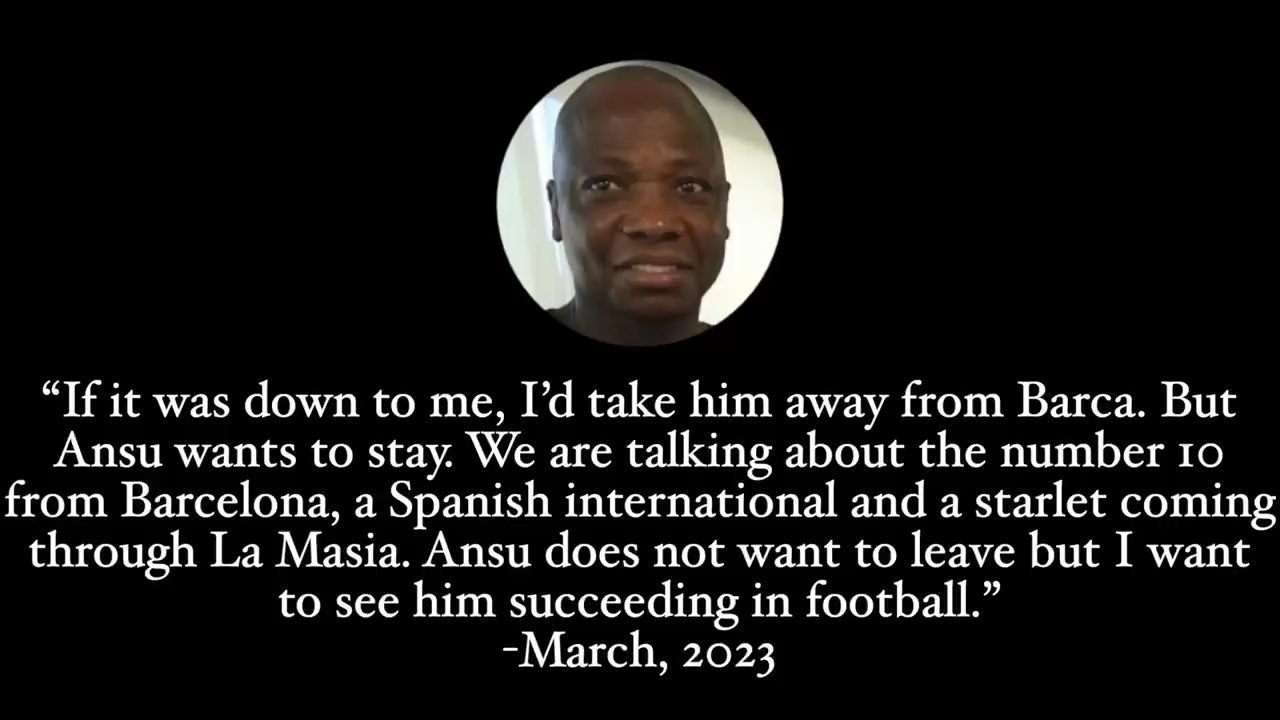 “If it was down to me, I’d take him away from Barca. But
Ansu wants to stay. We are talking about the number 10
from Barcelona, a Spanish international and a starlet coming
through La Masia. Ansu does not want to leave but I want
to see him succeeding in football.”
-March, 2023